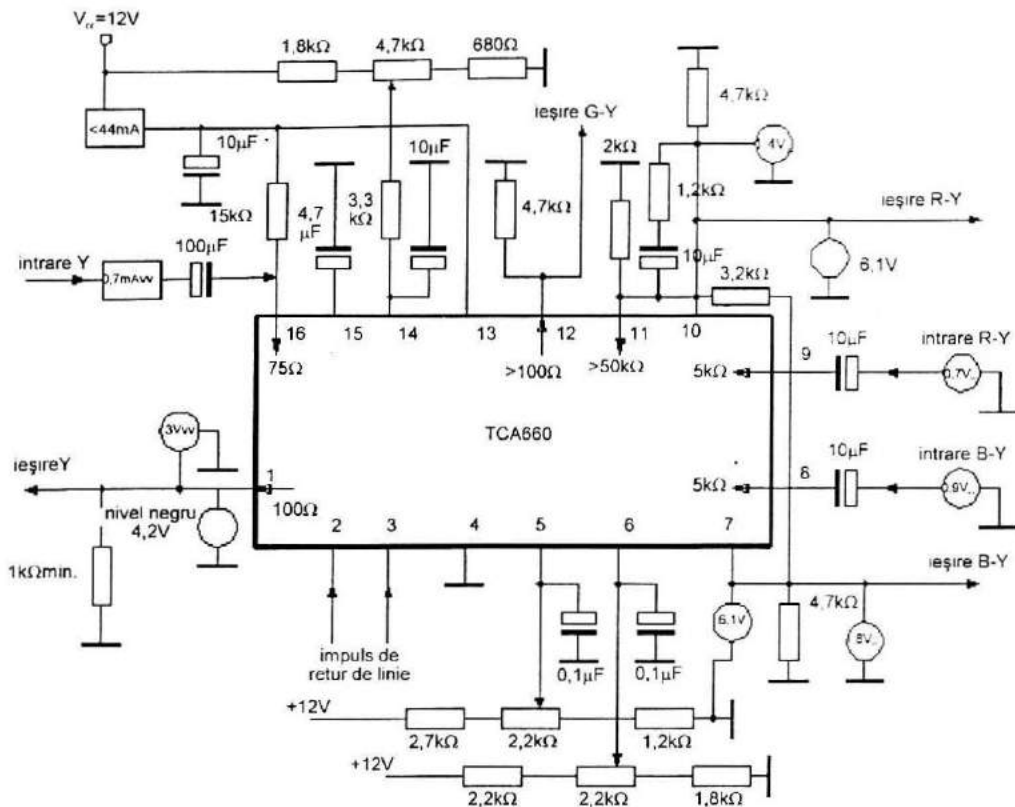 Vα=12V
1,8kΩ
4,7kΩ
680Ω
<44mA
10µF
15kΩ
4,7
µF
3,3
kΩ
10µF
ieşire G-Y
4,7kΩ
2kΩ
1,2kΩ
10µF
4,7kΩ
4V
ieşire R-Y
6,1V
3,2kΩ
intrare Y
0,7mAvv
100µF
16
15
14
13
12
11
10
75Ω
>100Ω
>50kΩ
5kΩ
9
10µF
intrare R-Y
0,7V
TCA660
5kΩ
8
10µF
intrare B-Y
0,9V
3Vvv
ieşireY
1
100Ω
nivel negru
4,2V
1kΩmin.
2
3
4
5
6
7
ieşire B-Y
impuls de
retur de linie
0,1µF
0,1µF
6,1V
4,7kΩ
8V
+12V
2,7kΩ
2,2kΩ
1,2kΩ
+12V
2,2kΩ
2,2kΩ
1,8kΩ